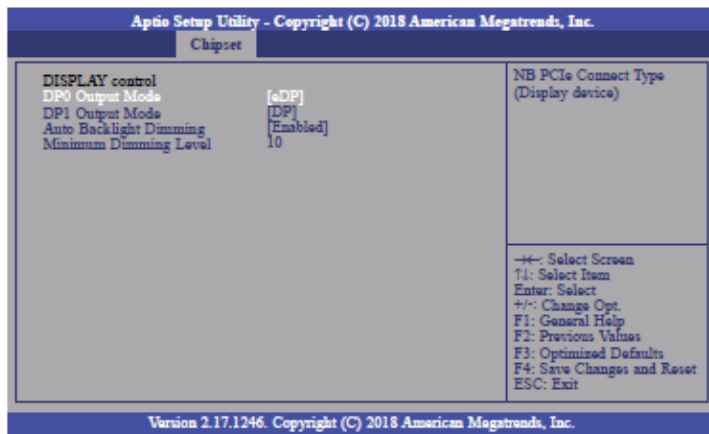 Aptio Setup Utility - Copyright (C) 2018 American Megatrends, Inc.
Chipset
DISPLAY control
DP0 Output Mode [eDP]
DP1 Output Mode [DP]
Auto Backlight Dimming [Enabled]
Minimum Dimming Level 10
NB PCIe Connect Type
(Display device)
→←: Select Screen
↑↓: Select Item
Enter: Select
+/-: Change Opt.
F1: General Help
F2: Previous Values
F3: Optimized Defaults
F4: Save Changes and Reset
ESC: Exit
Version 2.17.1246. Copyright (C) 2018 American Megatrends, Inc.